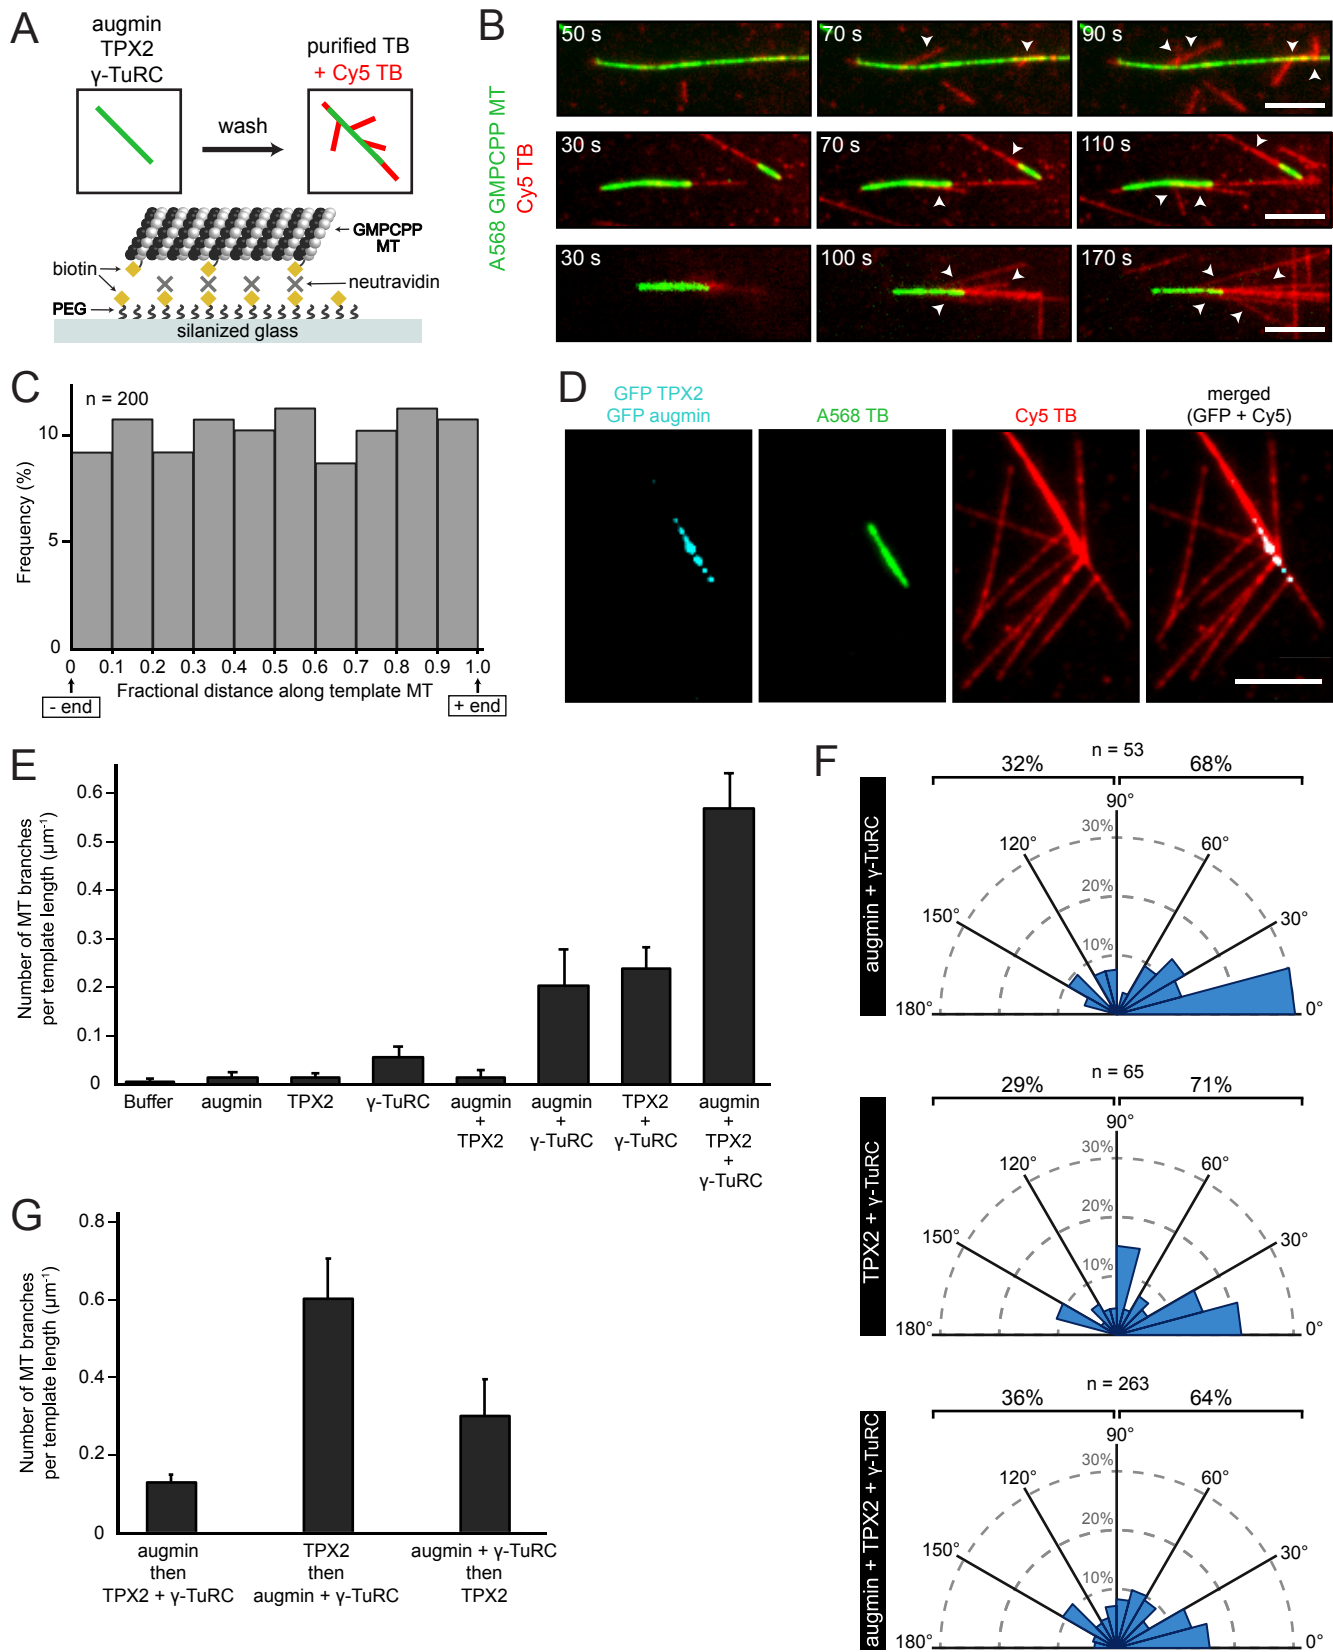 A
augmin
TPX2
γ-TuRC
wash
purified TB
+ Cy5 TB
GMPCPP
MT
biotin
neutravidin
PEG
silanized glass
B
A568 GMPCPP MT
Cy5 TB
50 s
70 s
90 s
30 s
70 s
110 s
30 s
100 s
170 s
C
n = 200
Frequency (%)
10
5
0
0 0.1 0.2 0.3 0.4 0.5 0.6 0.7 0.8 0.9 1.0
Fractional distance along template MT
- end
+ end
D
GFP TPX2
GFP augmin
A568 TB
Cy5 TB
merged
(GFP + Cy5)
E
Number of MT branches
per template length (µm⁻¹)
0.6
0.5
0.4
0.3
0.2
0.1
0
Buffer
augmin
TPX2
γ-TuRC
augmin
+
TPX2
augmin
+
γ-TuRC
TPX2
+
γ-TuRC
augmin
+
TPX2
+
γ-TuRC
F
augmin + γ-TuRC
n = 53
32%
68%
90°
30%
120°
60°
20%
150°
30°
10%
180°
0°
TPX2 + γ-TuRC
n = 65
29%
71%
90°
30%
120°
60°
20%
150°
30°
10%
180°
0°
augmin + TPX2 + γ-TuRC
n = 263
36%
64%
90°
30%
120°
60°
20%
150°
30°
10%
180°
0°
G
Number of MT branches
per template length (µm⁻¹)
0.8
0.6
0.4
0.2
0
augmin
then
TPX2 + γ-TuRC
TPX2
then
augmin + γ-TuRC
augmin + γ-TuRC
then
TPX2